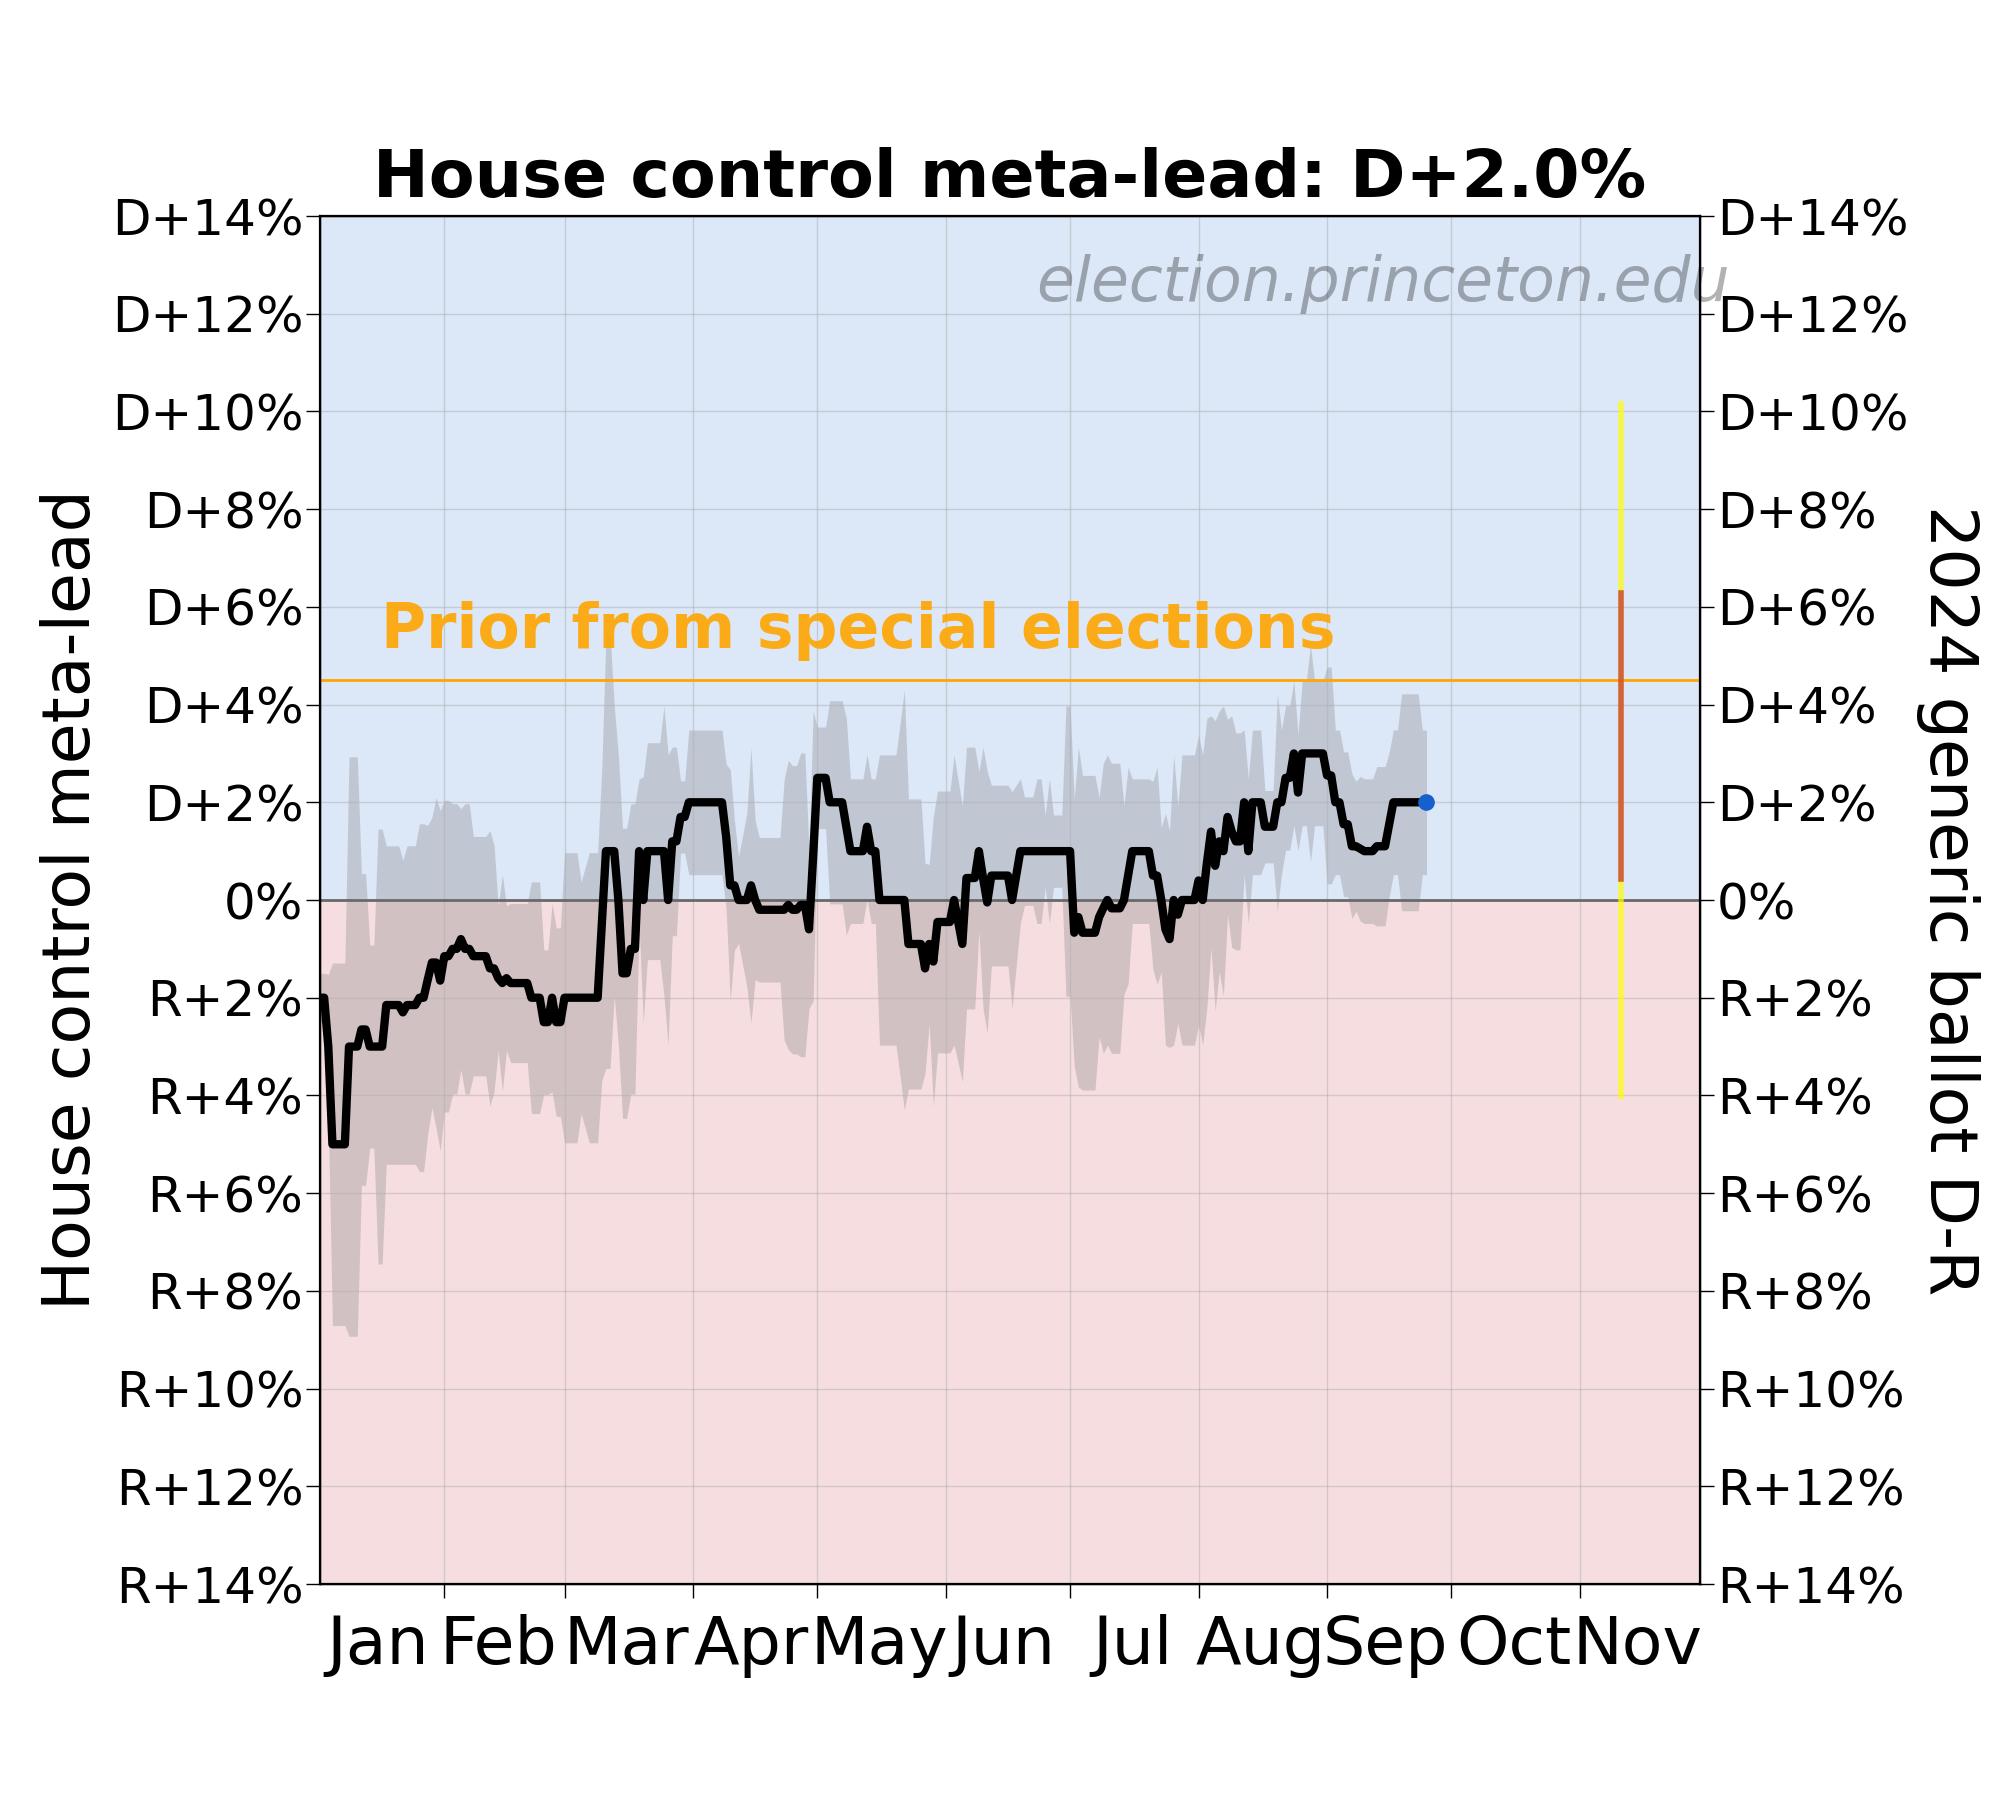 House control meta-lead: D+2.0%
election.princeton.edu
Prior from special elections
House control meta-lead
D+14%
D+12%
D+10%
D+8%
D+6%
D+4%
D+2%
0%
R+2%
R+4%
R+6%
R+8%
R+10%
R+12%
R+14%
D+14%
D+12%
D+10%
D+8%
D+6%
D+4%
D+2%
0%
R+2%
R+4%
R+6%
R+8%
R+10%
R+12%
R+14%
2024 generic ballot D-R
Jan Feb Mar Apr May Jun Jul Aug Sep Oct Nov